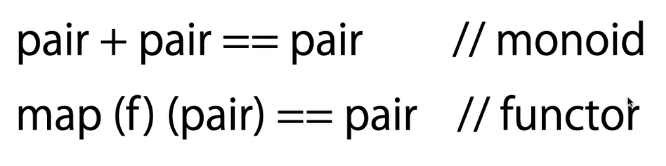 pair + pair == pair // monoid
map (f) (pair) == pair // functor